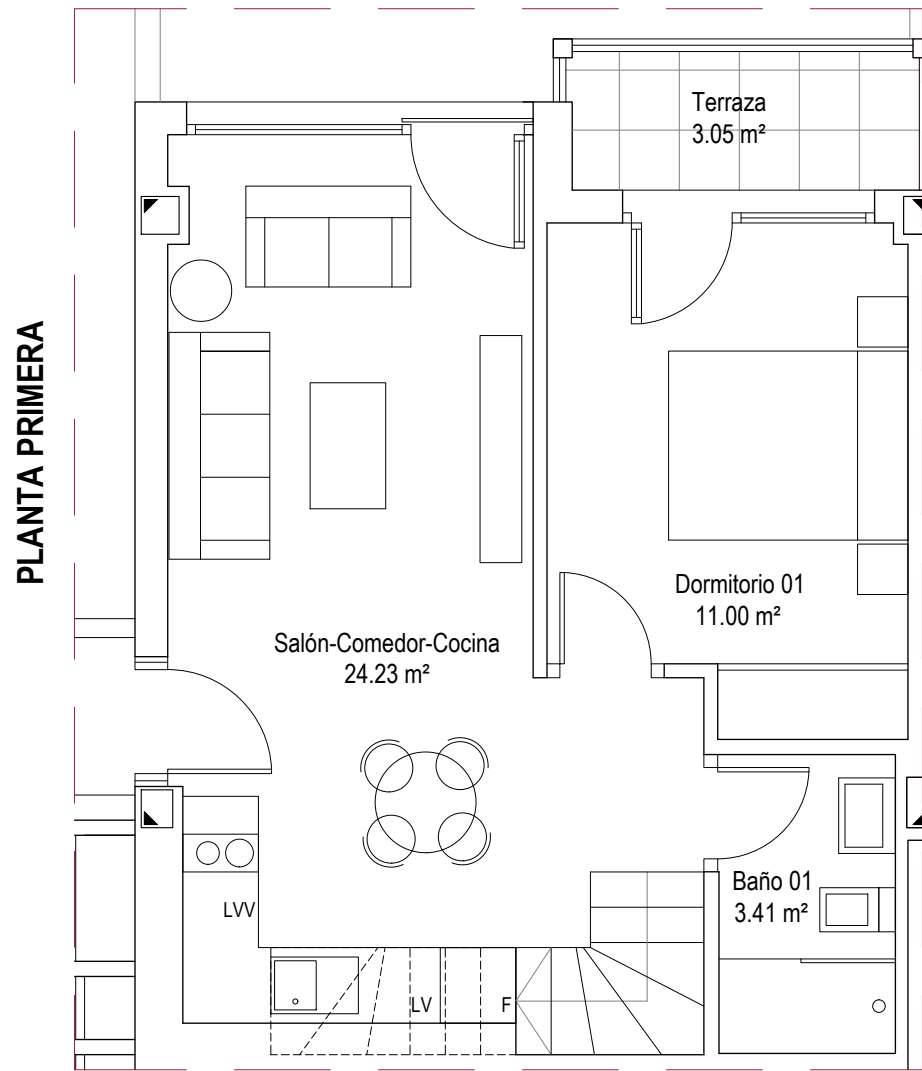 PLANTA PRIMERA
Terraza
3.05 m²
Dormitorio 01
11.00 m²
Salón-Comedor-Cocina
24.23 m²
Baño 01
3.41 m²
LVV
LV
F